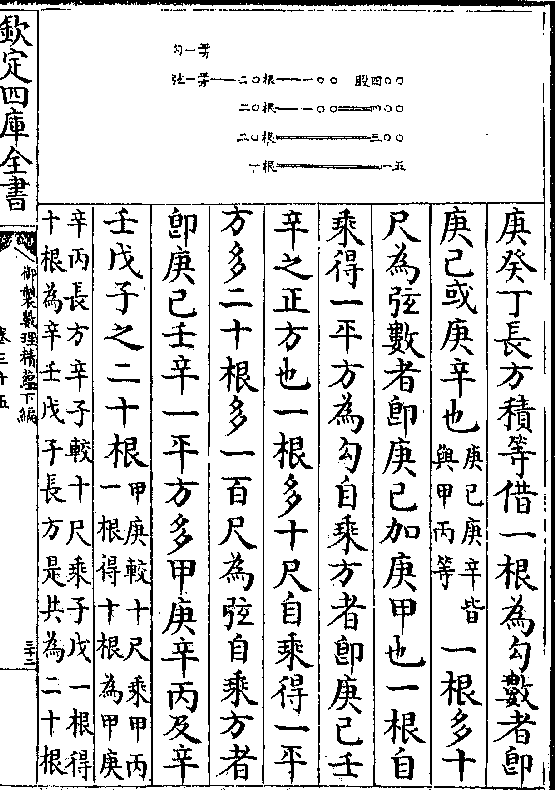 勾一方
弦一方——二〇根——一〇〇　股四〇〇
二〇根——一〇〇＝＝四〇〇
二〇根＝＝三〇〇
一根＝＝一五
庚癸丁長方積等借一根為勾數者即
庚己或庚辛也庚己庚辛皆與甲丙等一根多十
尺為弦數者即庚己加庚甲也一根自
乘得一平方為勾自乘方者即庚己壬
辛之正方也一根多十尺自乘得一平
方多二十根多一百尺為弦自乘方者
即庚己壬辛一平方多甲庚辛丙及辛
壬戊子之二十根甲庚較十尺乘甲丙一根得十根為甲庚
辛丙長方辛子較十尺乘子戊一根得十根為辛壬戊子長方是共為二十根
欽定四庫全書
御製數理精蘊下編
卷三十五
三十二